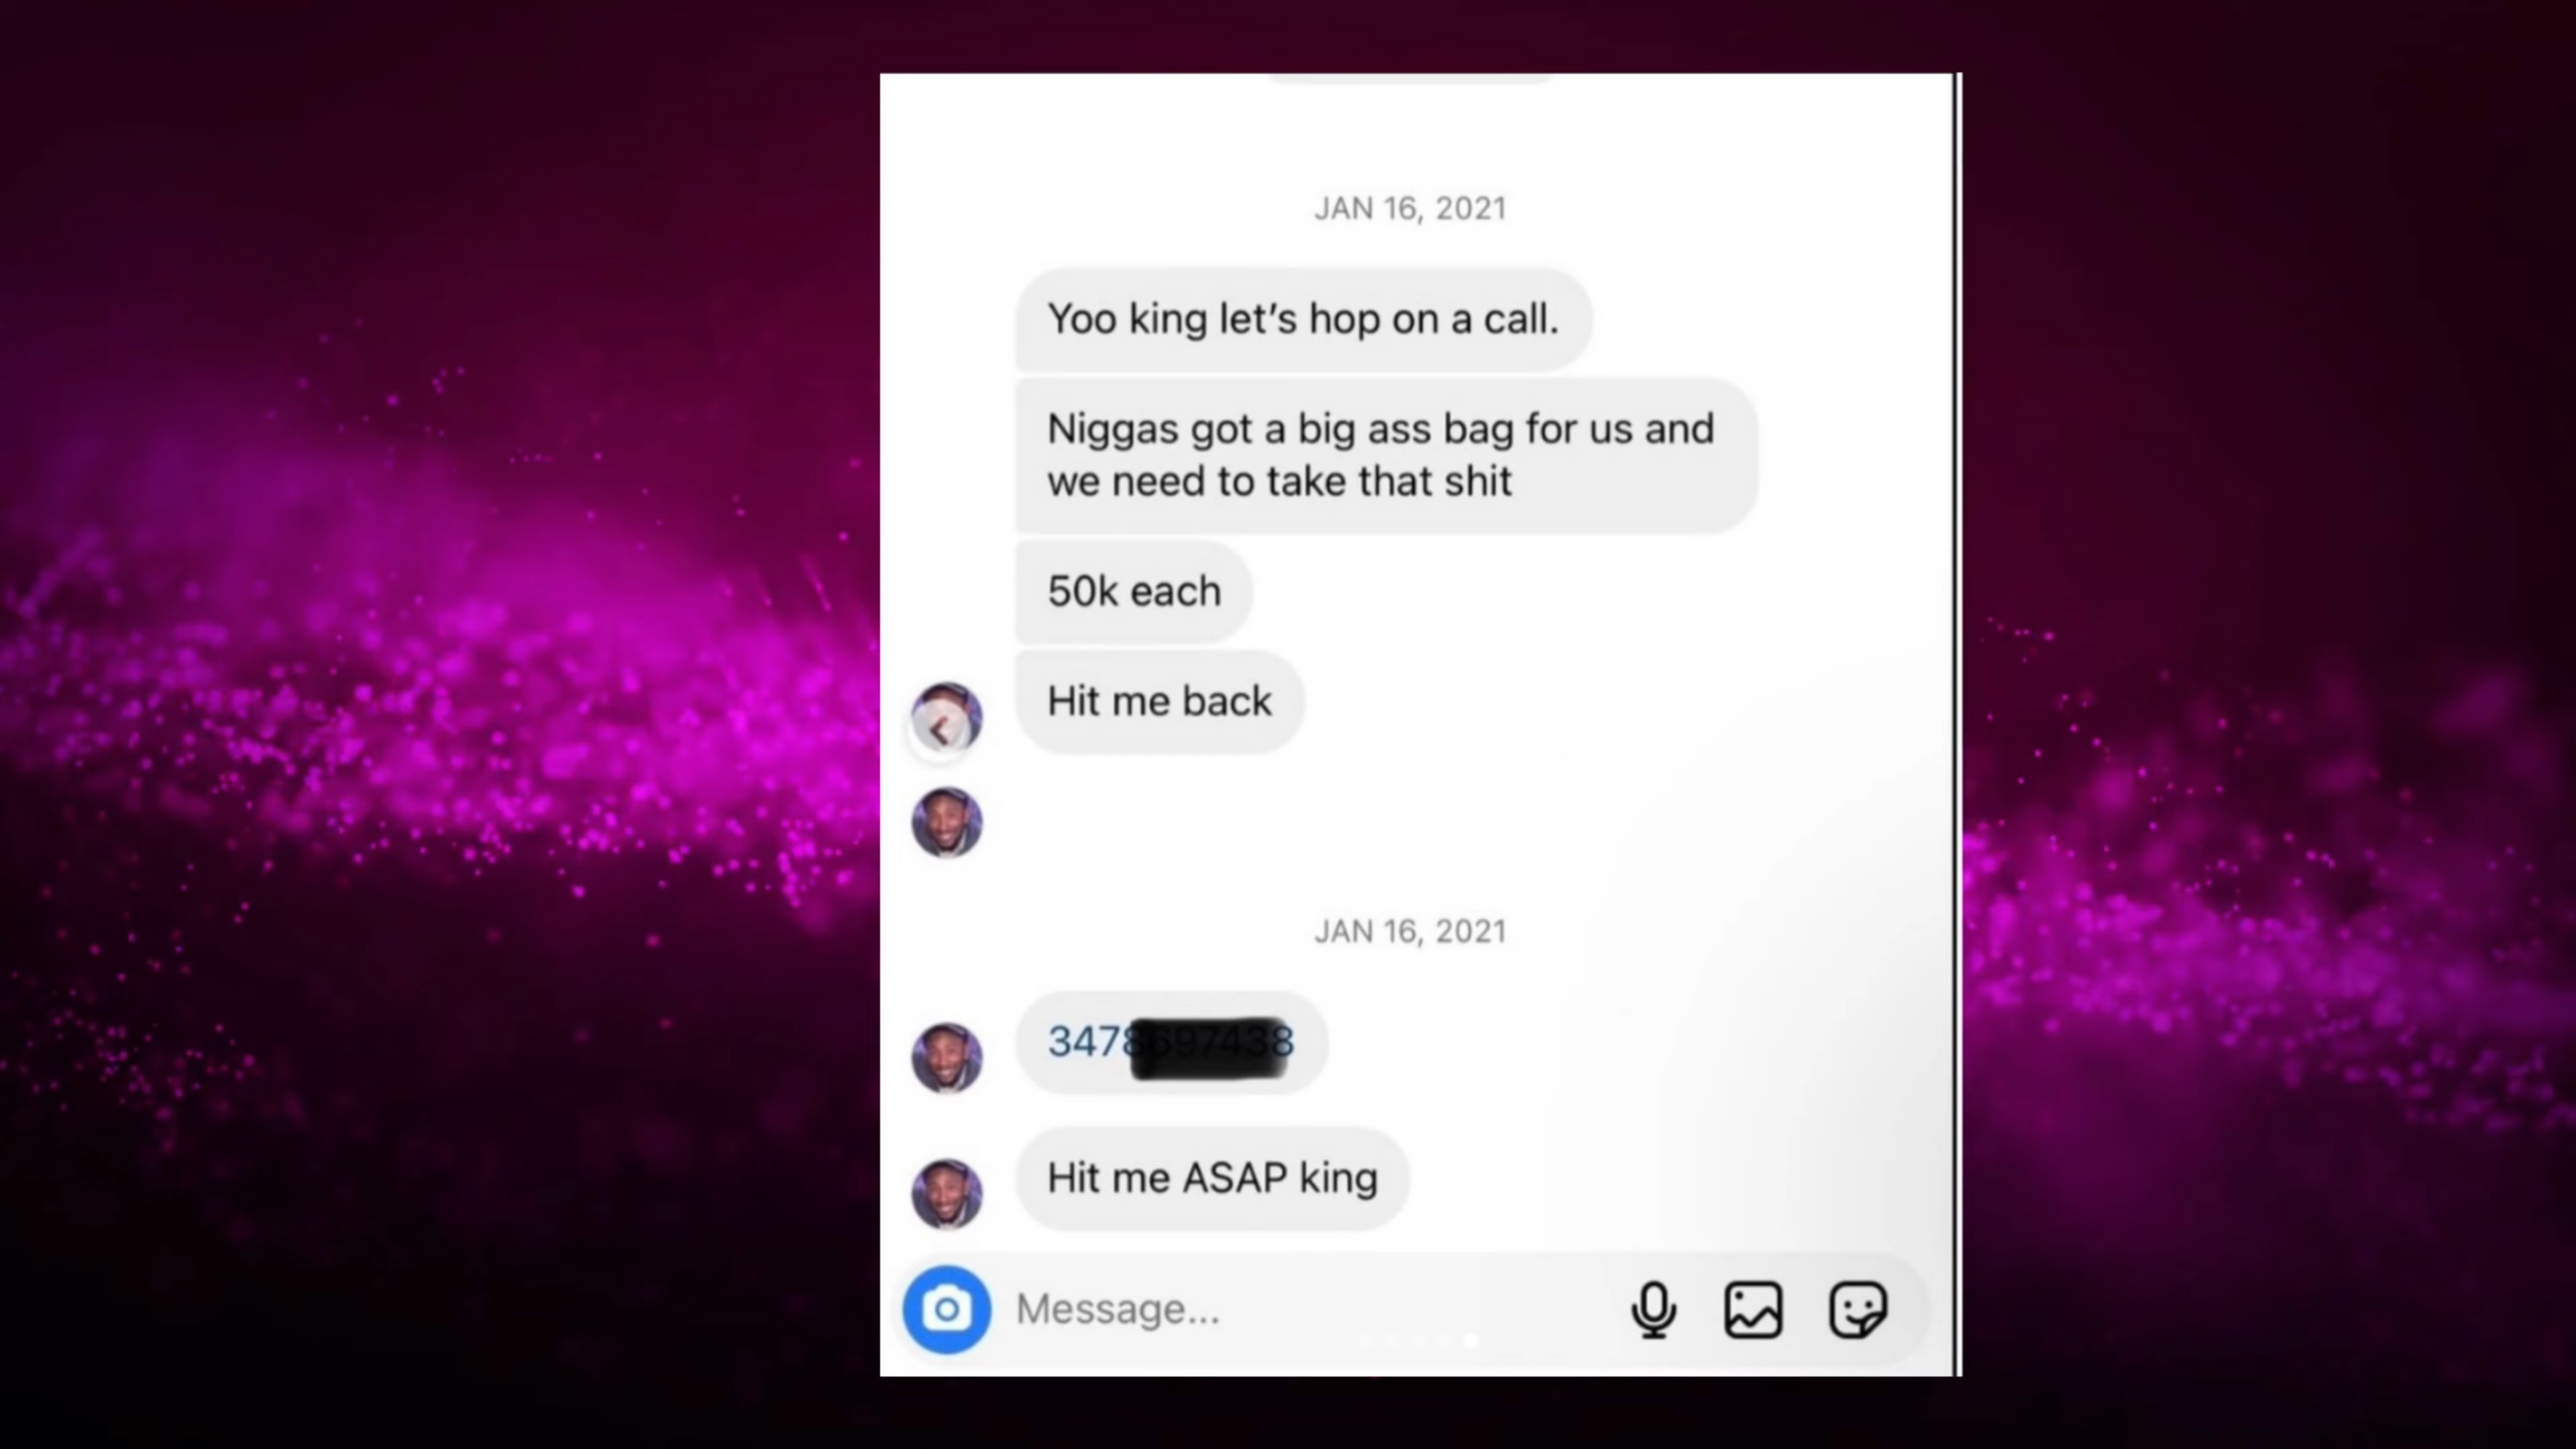 JAN 16, 2021
Yoo king let's hop on a call.
Niggas got a big ass bag for us and
we need to take that shit
50k each
Hit me back
JAN 16, 2021
347
Hit me ASAP king
Message...